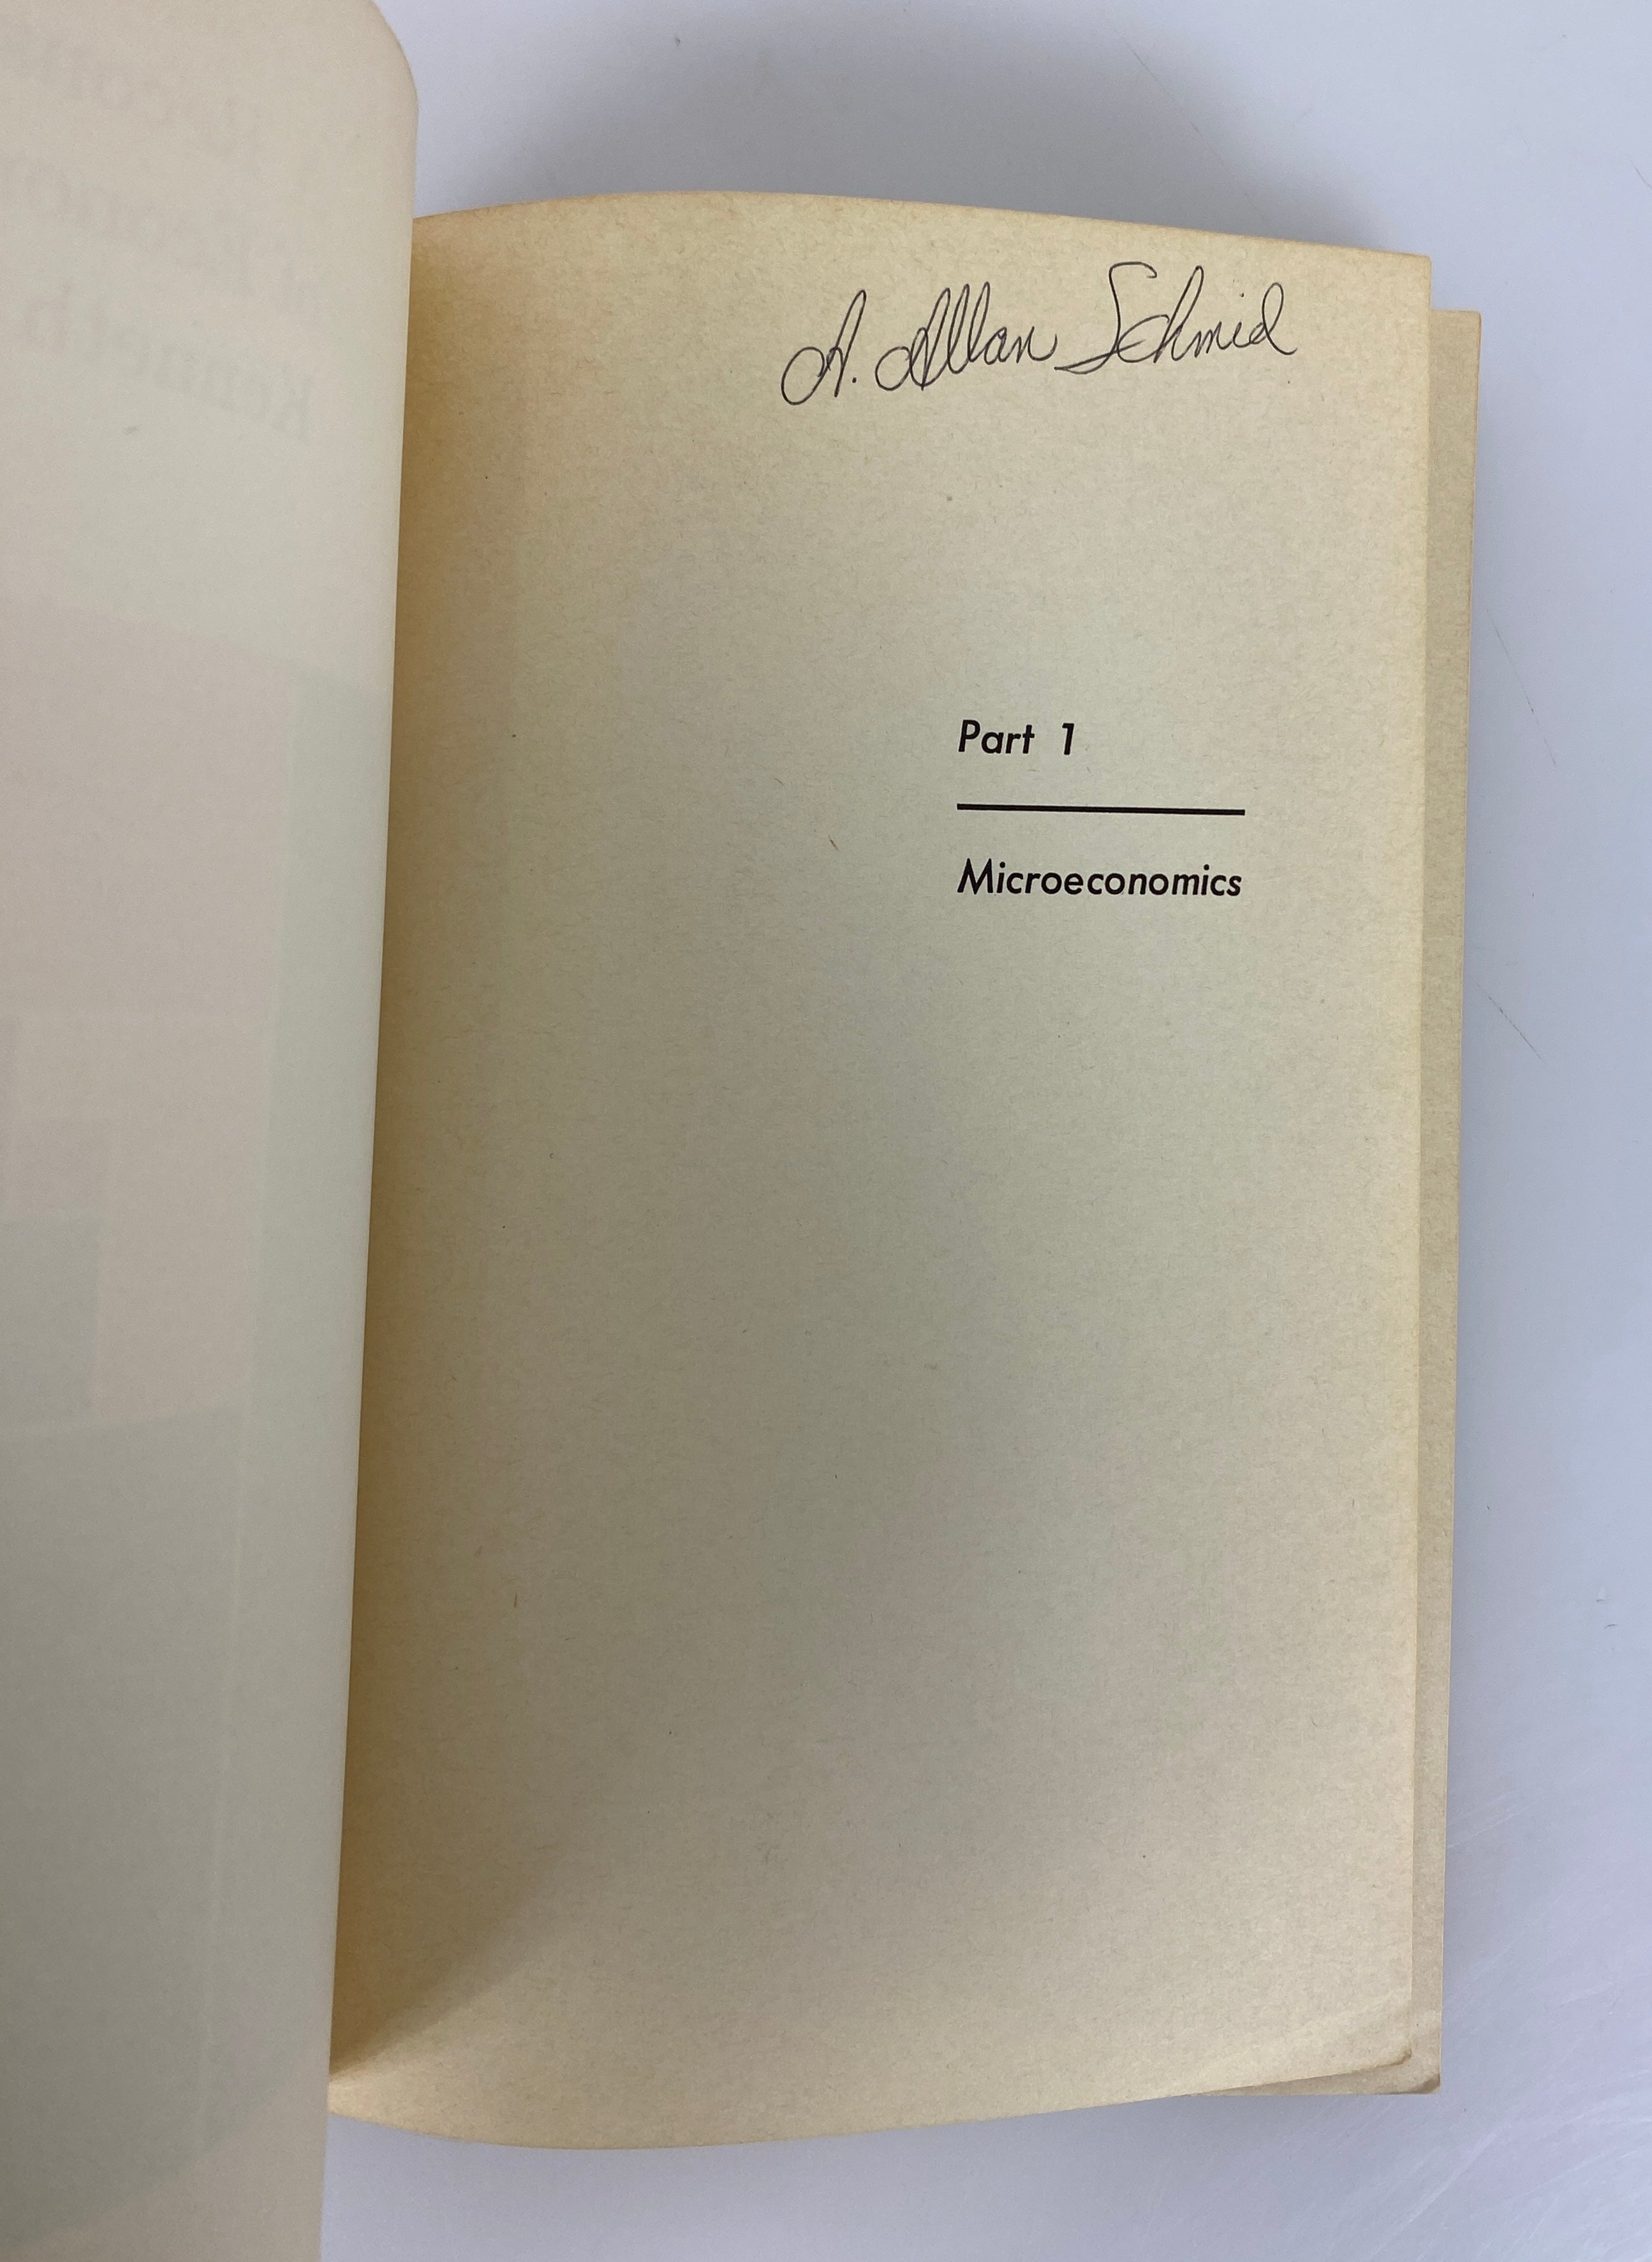 A. Allan Schmid
Part 1
Microeconomics